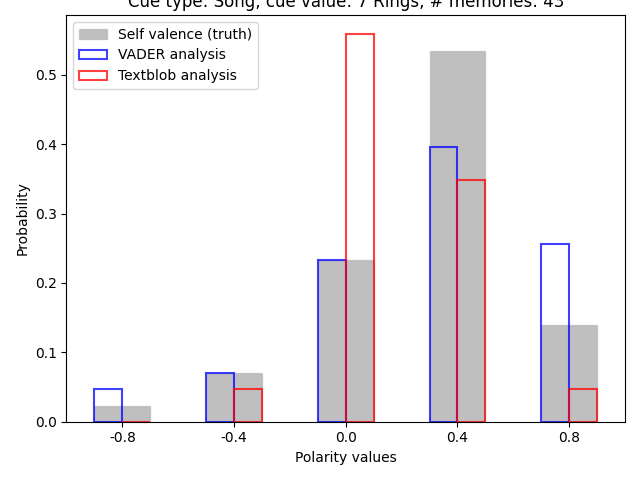 Cue type: Song, cue value: 7 Rings, # memories: 43
Self valence (truth)
VADER analysis
Textblob analysis
Probability
0.5
0.4
0.3
0.2
0.1
0.0
-0.8 -0.4 0.0 0.4 0.8
Polarity values